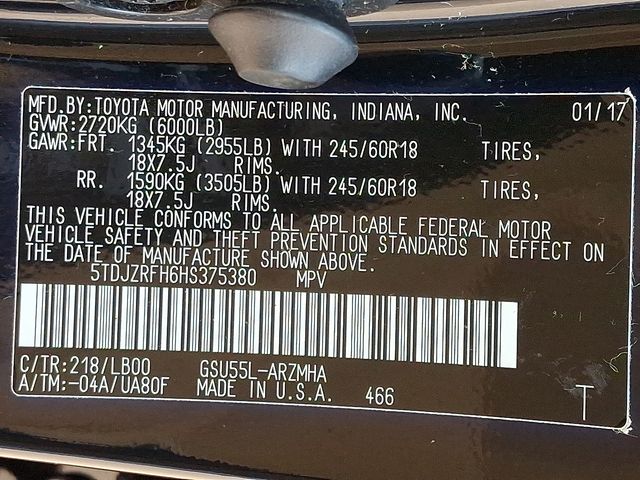 MFD.BY:TOYOTA MOTOR MANUFACTURING, INDIANA, INC. 01/17
GVWR:2720KG (6000LB)
GAWR:FRT. 1345KG (2955LB) WITH 245/60R18 TIRES,
18X7.5J RIMS.
RR. 1590KG (3505LB) WITH 245/60R18 TIRES,
18X7.5J RIMS.
THIS VEHICLE CONFORMS TO ALL APPLICABLE FEDERAL MOTOR
VEHICLE SAFETY AND THEFT PREVENTION STANDARDS IN EFFECT ON
THE DATE OF MANUFACTURE SHOWN ABOVE.
5TDJZRFH6HS375380 MPV
C/TR:218/LB00 GSU55L-ARZMHA
A/TM:-04A/UA80F MADE IN U.S.A. 466 T